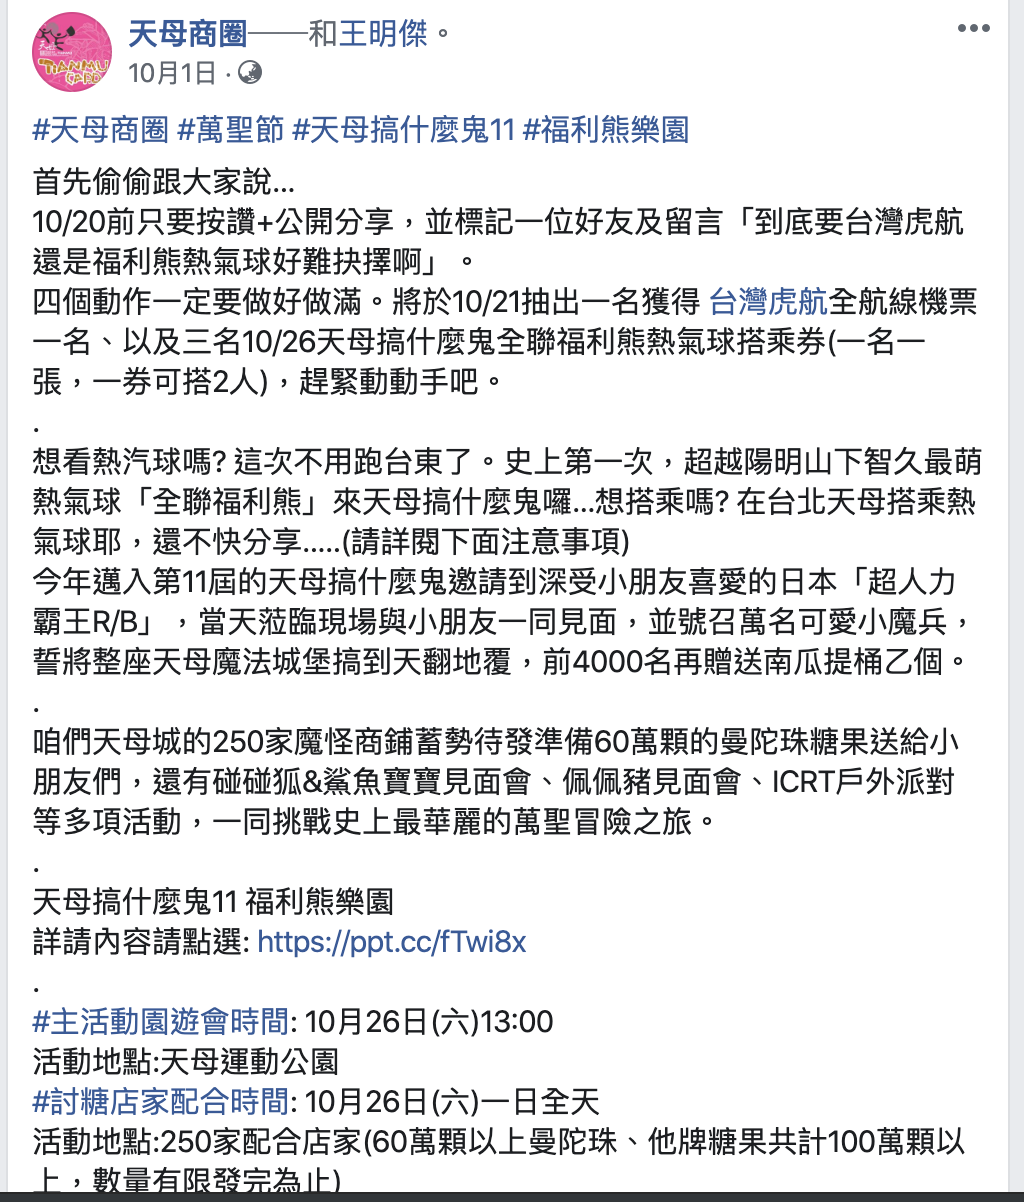 天母商圈——和王明傑。
10月1日 ·
#天母商圈 #萬聖節 #天母搞什麼鬼11 #福利熊樂園
首先偷偷跟大家說...
10/20前只要按讚+公開分享，並標記一位好友及留言「到底要台灣虎航
還是福利熊熱氣球好難抉擇啊」。
四個動作一定要做好做滿。將於10/21抽出一名獲得 台灣虎航全航線機票
一名、以及三名10/26天母搞什麼鬼全聯福利熊熱氣球搭乘券(一名一
張，一券可搭2人)，趕緊動動手吧。
.
想看熱汽球嗎? 這次不用跑台東了。史上第一次，超越陽明山下智久最萌
熱氣球「全聯福利熊」來天母搞什麼鬼囉...想搭乘嗎? 在台北天母搭乘熱
氣球耶，還不快分享.....(請詳閱下面注意事項)
今年邁入第11屆的天母搞什麼鬼邀請到深受小朋友喜愛的日本「超人力
霸王R/B」，當天蒞臨現場與小朋友一同見面，並號召萬名可愛小魔兵，
誓將整座天母魔法城堡搞到天翻地覆，前4000名再贈送南瓜提桶乙個。
.
咱們天母城的250家魔怪商鋪蓄勢待發準備60萬顆的曼陀珠糖果送給小
朋友們，還有碰碰狐&鯊魚寶寶見面會、佩佩豬見面會、ICRT戶外派對
等多項活動，一同挑戰史上最華麗的萬聖冒險之旅。
.
天母搞什麼鬼11 福利熊樂園
詳請內容請點選: https://ppt.cc/fTwi8x
.
#主活動園遊會時間: 10月26日(六)13:00
活動地點:天母運動公園
#討糖店家配合時間: 10月26日(六)一日全天
活動地點:250家配合店家(60萬顆以上曼陀珠、他牌糖果共計100萬顆以
上，數量有限發完為止)